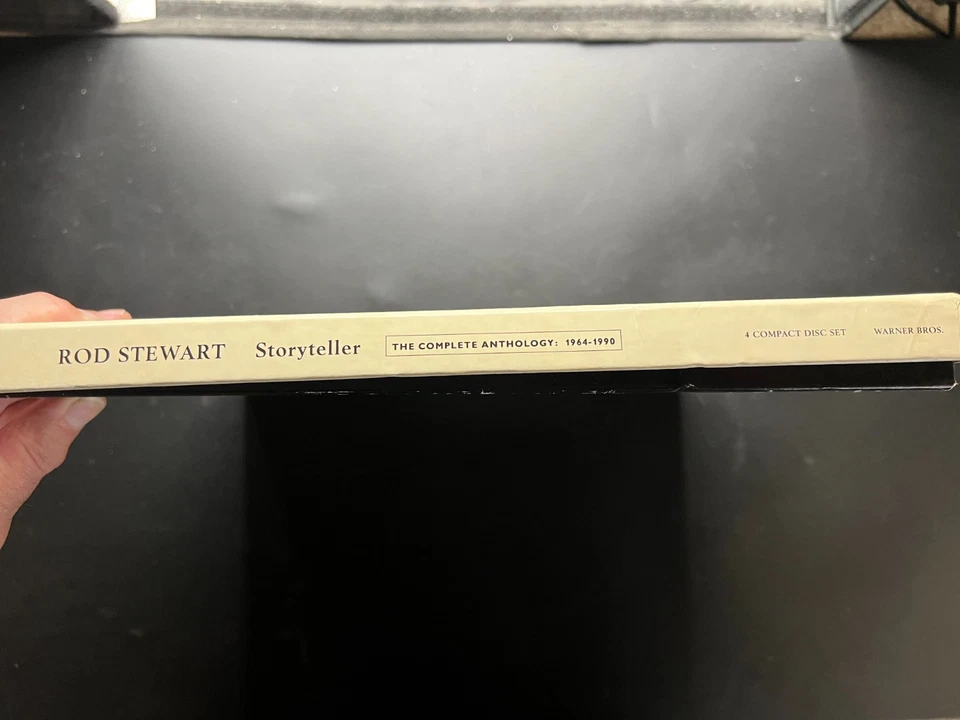 ROD STEWART Storyteller THE COMPLETE ANTHOLOGY: 1964-1990 4 COMPACT DISC SET WARNER BROS.